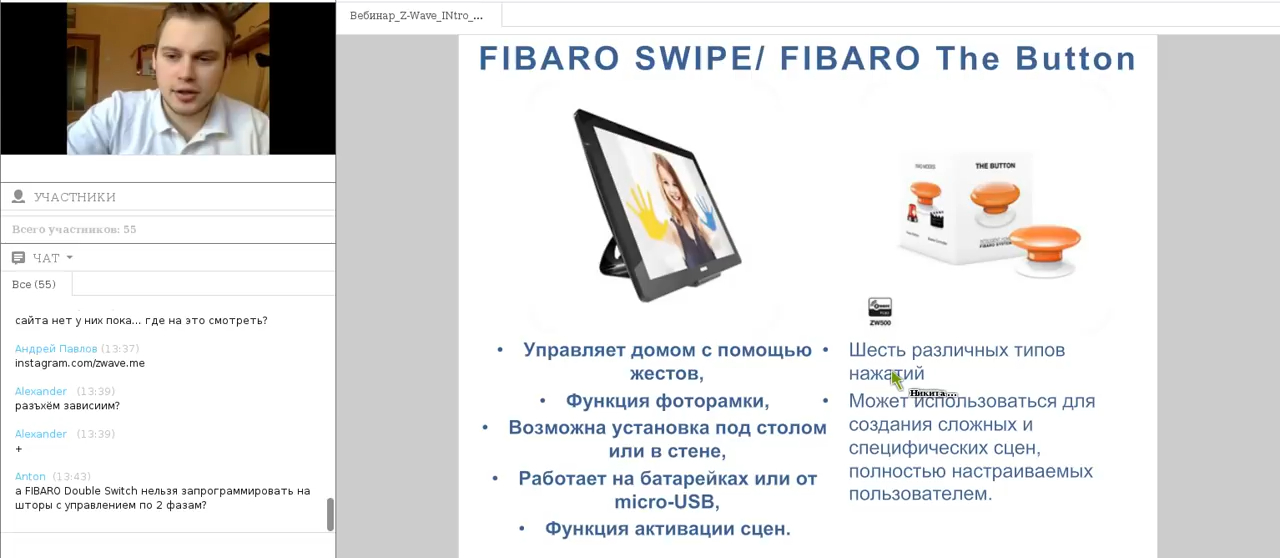 Вебинар_Z-Wave_INtro_...
УЧАСТНИКИ
Всего участников: 55
ЧАТ
Все (55)
сайта нет у них пока... где на это смотреть?
Андрей Павлов (13:37)
instagram.com/zwave.me
Alexander (13:39)
разъхём зависиим?
Alexander (13:39)
+
Anton (13:43)
а FIBARO Double Switch нельзя запрограммировать на
шторы с управлением по 2 фазам?
FIBARO SWIPE/ FIBARO The Button
THE BUTTON
ZW500
• Управляет домом с помощью
жестов,
• Функция фоторамки,
• Возможна установка под столом
или в стене,
• Работает на батарейках или от
micro-USB,
• Функция активации сцен.
• Шесть различных типов
нажатий
Никита ...
• Может использоваться для
создания сложных и
специфических сцен,
полностью настраиваемых
пользователем.